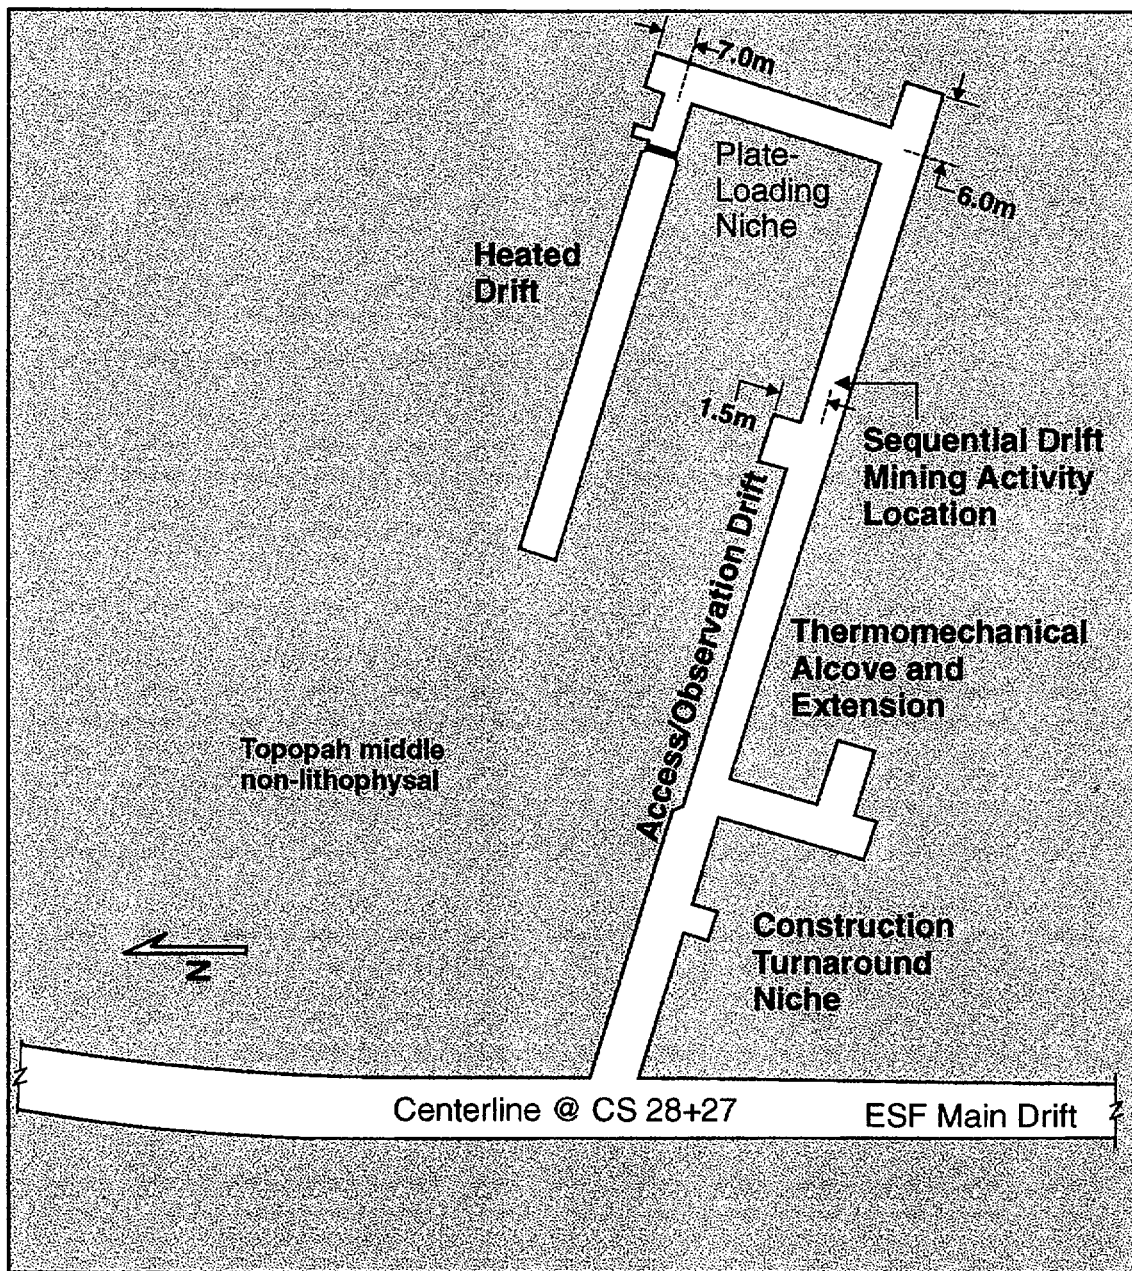 7.0m
Plate-
Loading
Niche
6.0m
Heated
Drift
1.5m
Sequential Drift
Mining Activity
Location
Access/Observation Drift
Thermomechanical
Alcove and
Extension
Topopah middle
non-lithophysal
Construction
Turnaround
Niche
N
Centerline @ CS 28+27
ESF Main Drift